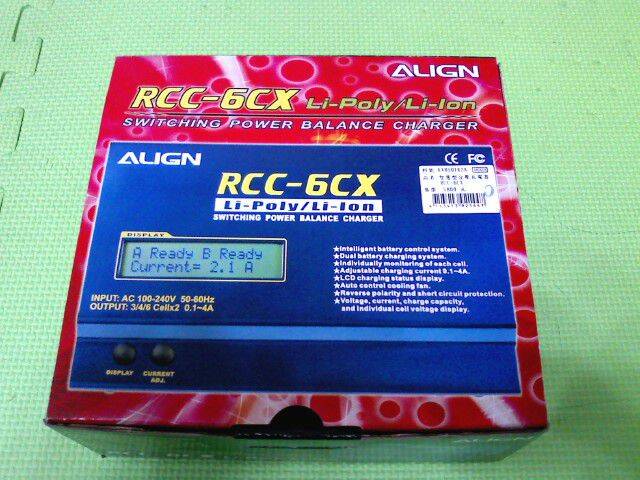 ALIGN
RCC-6CX Li-Poly/Li-Ion
SWITCHING POWER BALANCE CHARGER
ALIGN
CE FC
RCC-6CX
Li-Poly/Li-Ion
SWITCHING POWER BALANCE CHARGER
DISPLAY
A Ready B Ready
Current= 2.1 A
★Intelligent battery control system.
★Dual battery charging system.
★Individually monitoring of each cell.
★Adjustable charging current 0.1~4A.
★LCD charging status display.
★Auto control cooling fan.
★Reverse polarity and short circuit protection.
★Voltage, current, charge capacity,
and individual cell voltage display.
INPUT: AC 100-240V 50-60Hz
OUTPUT: 3/4/6 Cellx2 0.1~4A
DISPLAY
CURRENT
ADJ.
ALIGN